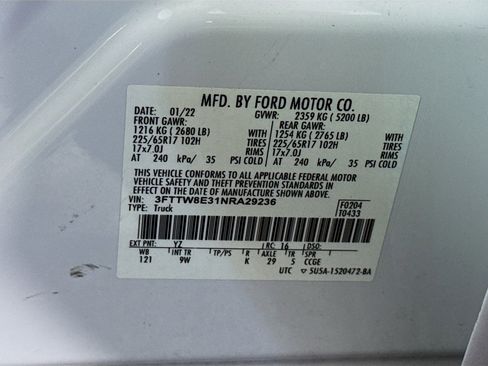 MFD. BY FORD MOTOR CO.
DATE: 01/22 GVWR: 2359 KG ( 5200 LB)
FRONT GAWR: REAR GAWR:
1216 KG ( 2680 LB) 1254 KG ( 2765 LB)
225/65R17 102H TIRES 225/65R17 102H TIRES
17x7.0J RIMS 17x7.0J RIMS
AT 240 kPa/ 35 PSI COLD AT 240 kPa/ 35 PSI COLD
THIS VEHICLE CONFORMS TO ALL APPLICABLE FEDERAL MOTOR
VEHICLE SAFETY AND THEFT PREVENTION STANDARDS IN
EFFECT ON THE DATE OF MANUFACTURE SHOWN ABOVE.
VIN: 3FTTW8E31NRA29236 F0204
TYPE: Truck T0433
EXT PNT: YZ RC: 16 DSO:
WB INT TR TP/PS R AXLE TR SPR
121 9W K 29 5 CCGE
UTC ▽ 5U5A-1520472-BA